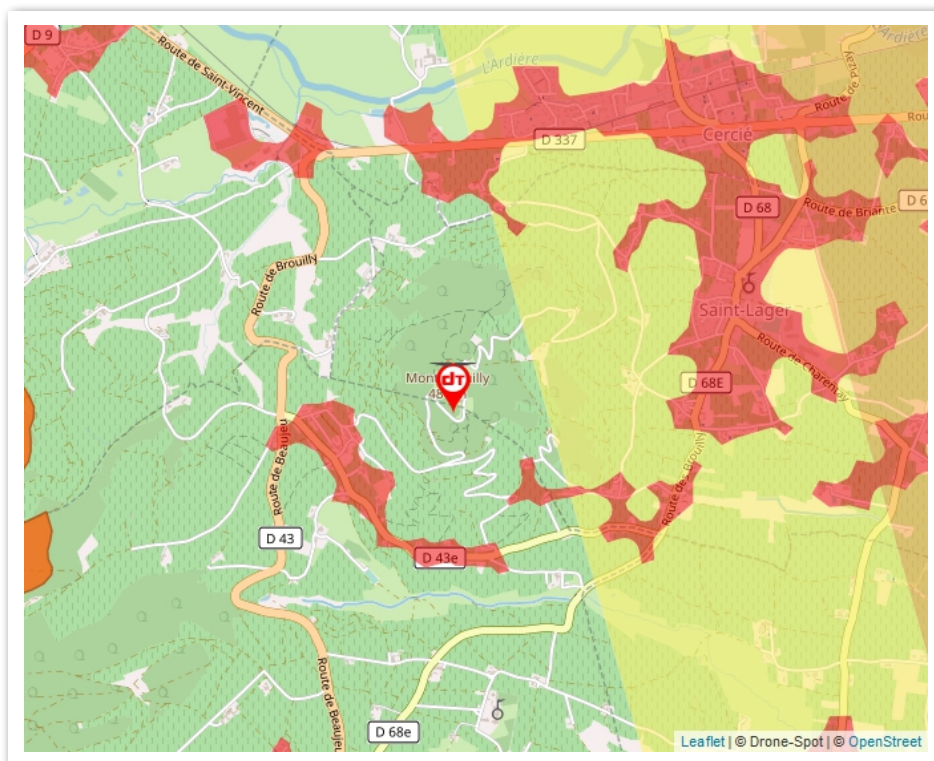 D 9
Route de Saint-Vincent
L'Ardière
l'Ardière
Route de Pizay
Cercié
D 337
D 68
Route de Briante
Route de Brouilly
Saint-Lager
D 68E
Route de Charentay
Route de Beaujeu
Route des Brouilly
D 43
D 43e
Route de Beaujeu
D 68e
Leaflet | © Drone-Spot | © OpenStreet